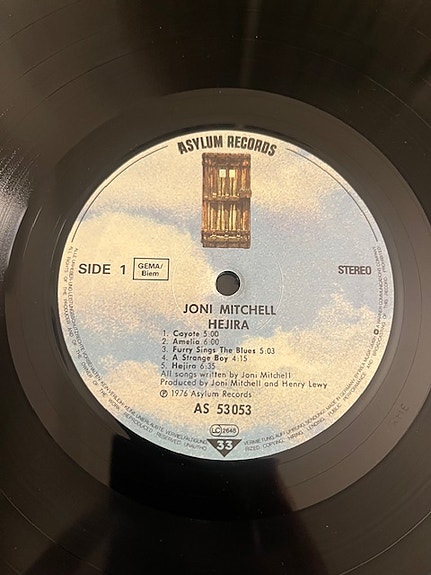 ASYLUM RECORDS
SIDE 1
GEMA/
Biem
STEREO
JONI MITCHELL
HEJIRA
1. Coyote 5:00
2. Amelia 6:00
3. Furry Sings The Blues 5:03
4. A Strange Boy 4:15
5. Hejira 6:35
All songs written by Joni Mitchell
Produced by Joni Mitchell and Henry Lewy
℗ 1976 Asylum Records
AS 53 053
LC 2648
33